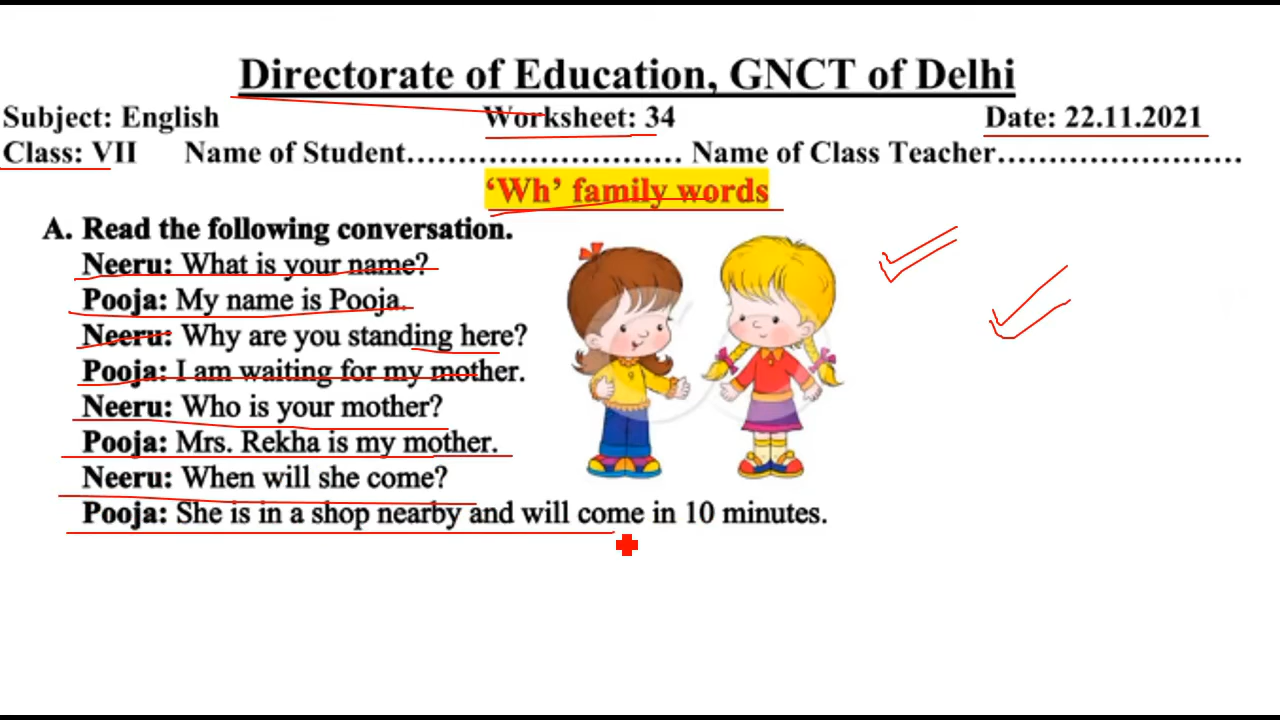 Directorate of Education, GNCT of Delhi
Subject: English Worksheet: 34 Date: 22.11.2021
Class: VII Name of Student........................... Name of Class Teacher........................
‘Wh’ family words
A. Read the following conversation.
Neeru: What is your name?
Pooja: My name is Pooja.
Neeru: Why are you standing here?
Pooja: I am waiting for my mother.
Neeru: Who is your mother?
Pooja: Mrs. Rekha is my mother.
Neeru: When will she come?
Pooja: She is in a shop nearby and will come in 10 minutes.